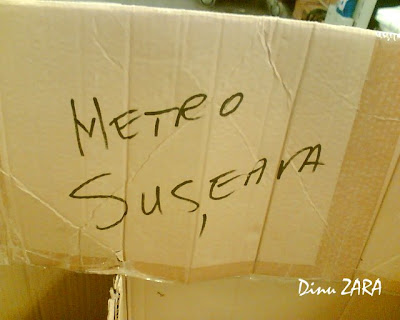 METRO
SUȘEAVA
Dinu ZARA